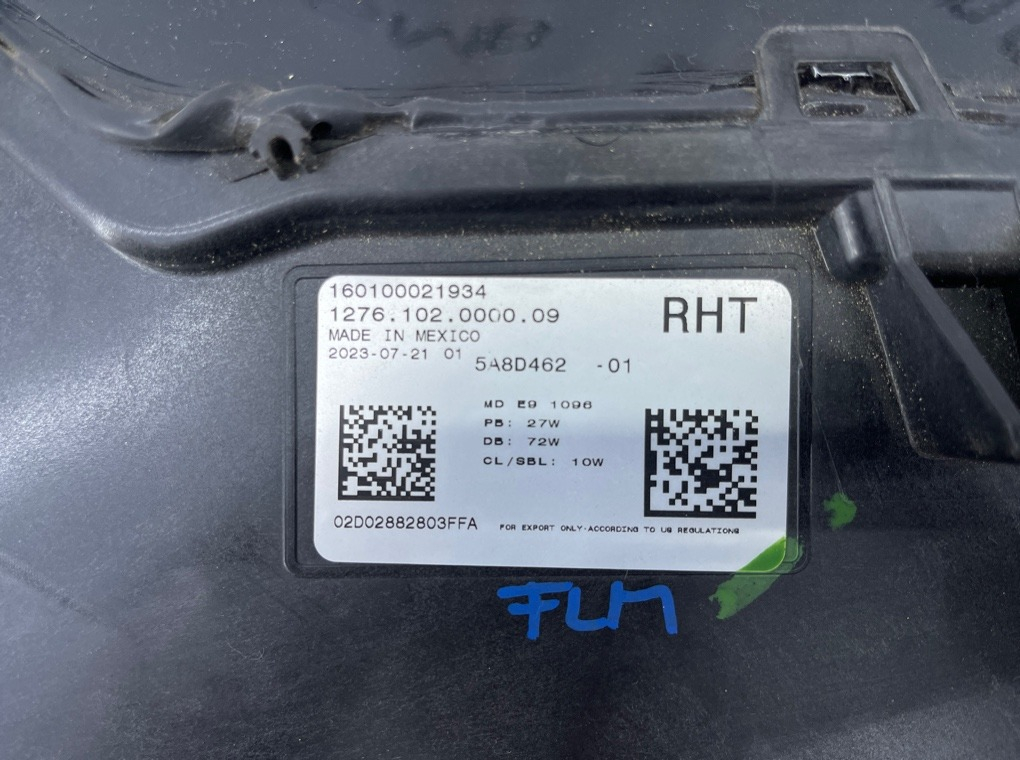 160100021934
1276.102.0000.09
RHT
MADE IN MEXICO
2023-07-21 01
5A8D462 -01
MD E9 1096
PB: 27W
DB: 72W
CL/SBL: 10W
02D02882803FFA
FOR EXPORT ONLY-ACCORDING TO US REGULATIONS
FLM